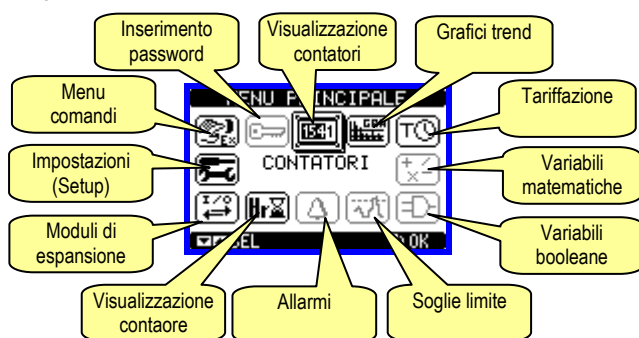 Inserimento
password
Visualizzazione
contatori
Grafici trend
Menu
comandi
MENU PRINCIPALE
Tariffazione
Impostazioni
(Setup)
CONTATORI
Variabili
matematiche
Moduli di
espansione
I/O
Hr
SEL
OK
Variabili
booleane
Visualizzazione
contaore
Allarmi
Soglie limite